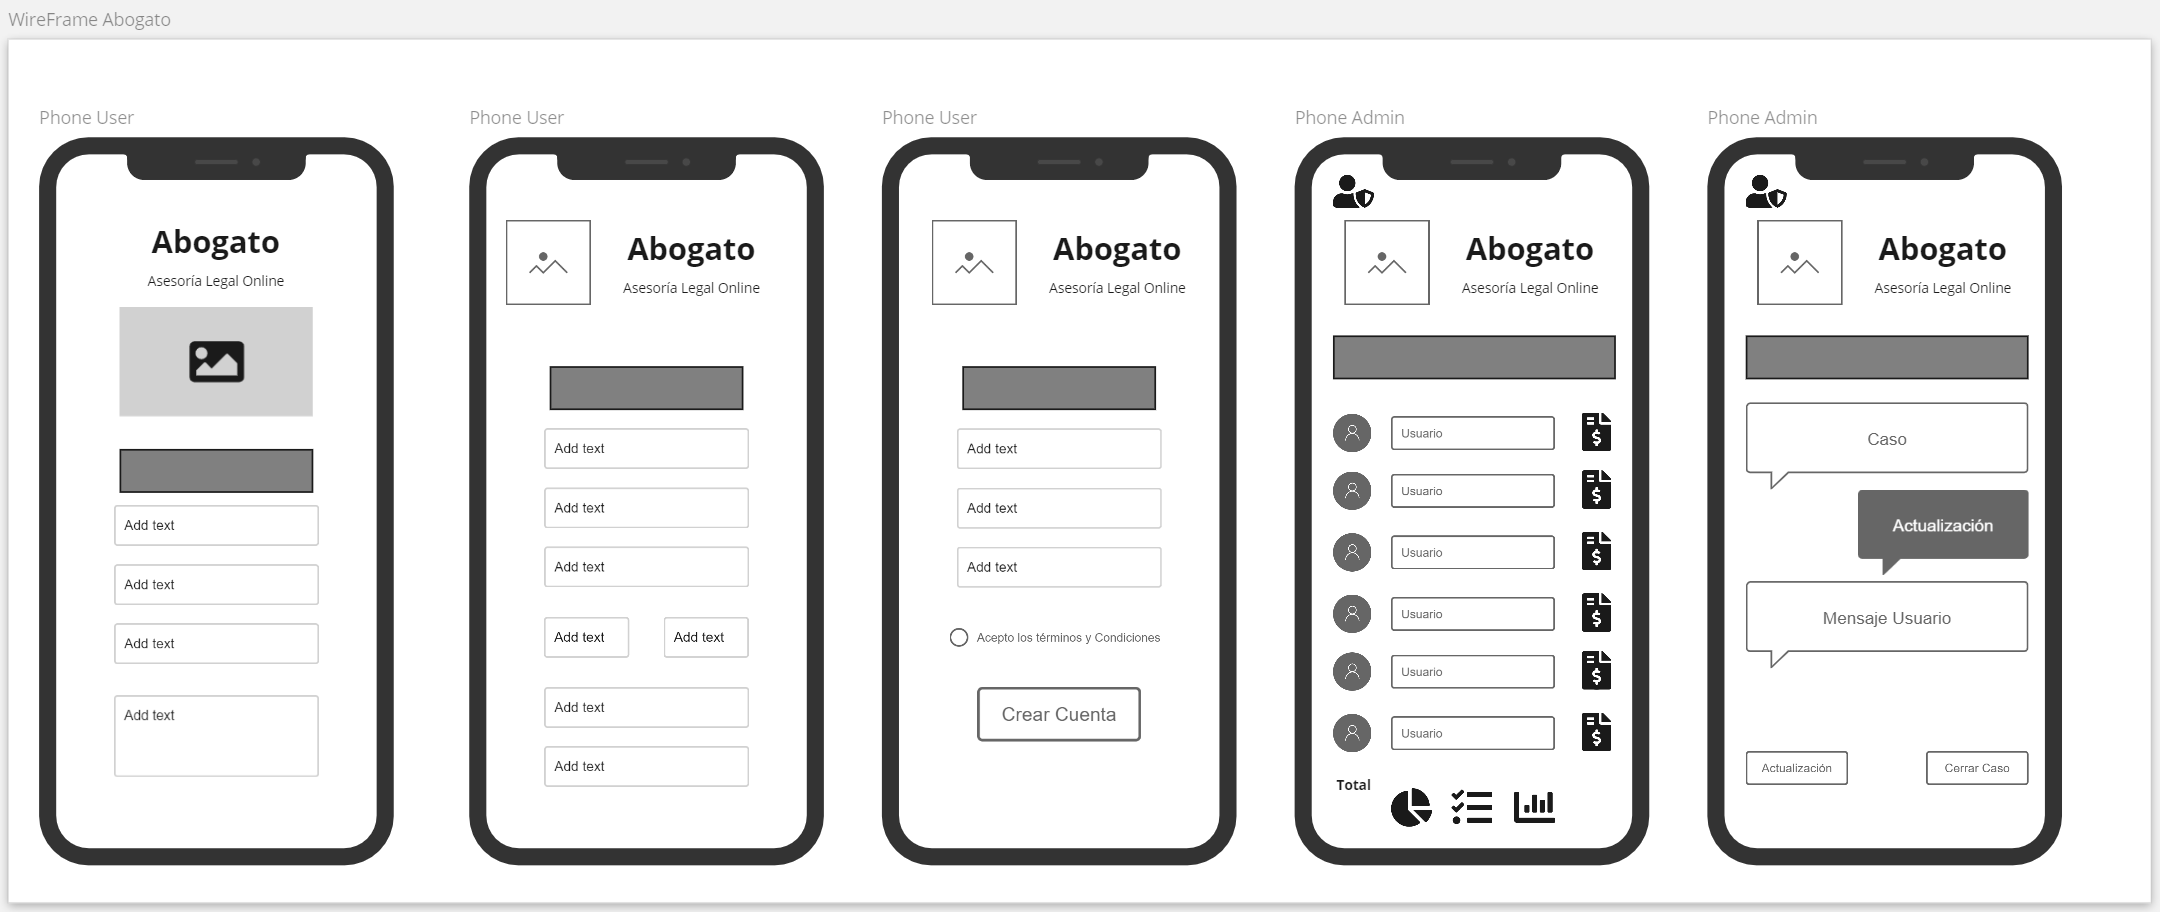 WireFrame Abogato
Phone User
Abogato
Asesoría Legal Online
Add text
Add text
Add text
Add text
Phone User
Abogato
Asesoría Legal Online
Add text
Add text
Add text
Add text
Add text
Add text
Add text
Phone User
Abogato
Asesoría Legal Online
Add text
Add text
Add text
Acepto los términos y Condiciones
Crear Cuenta
Phone Admin
Abogato
Asesoría Legal Online
Usuario
Usuario
Usuario
Usuario
Usuario
Usuario
Total
Phone Admin
Abogato
Asesoría Legal Online
Caso
Actualización
Mensaje Usuario
Actualización
Cerrar Caso